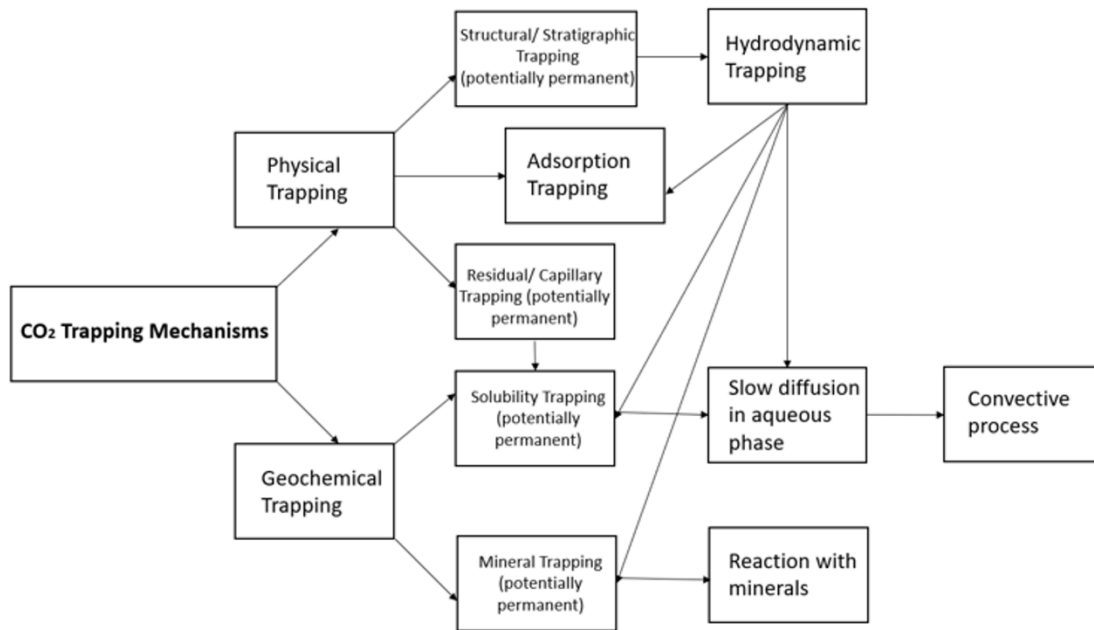 Structural/ Stratigraphic
Trapping
(potentially permanent)
Hydrodynamic
Trapping
Physical
Trapping
Adsorption
Trapping
Residual/ Capillary
Trapping (potentially
permanent)
CO₂ Trapping Mechanisms
Solubility Trapping
(potentially
permanent)
Slow diffusion
in aqueous
phase
Convective
process
Geochemical
Trapping
Mineral Trapping
(potentially
permanent)
Reaction with
minerals